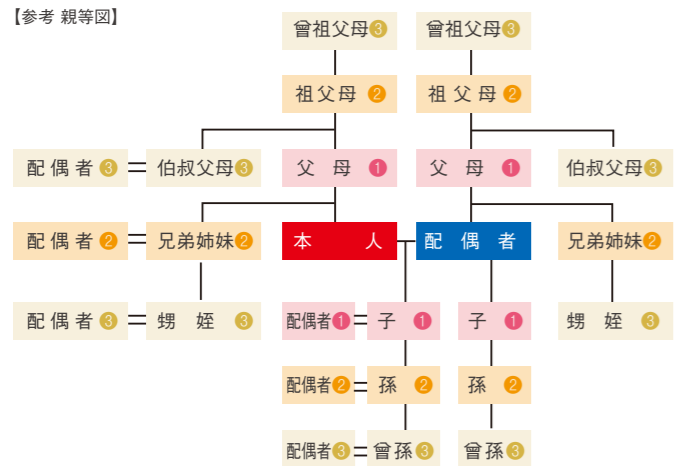 【参考 親等図】
曾祖父母③ 曾祖父母③
祖父母② 祖父母②
配偶者③ 伯叔父母③ 父母① 父母① 伯叔父母③
配偶者② 兄弟姉妹② 本人 配偶者 兄弟姉妹②
配偶者③ 甥姪③ 配偶者① 子① 子① 甥姪③
配偶者② 孫② 孫②
配偶者③ 曾孫③ 曾孫③